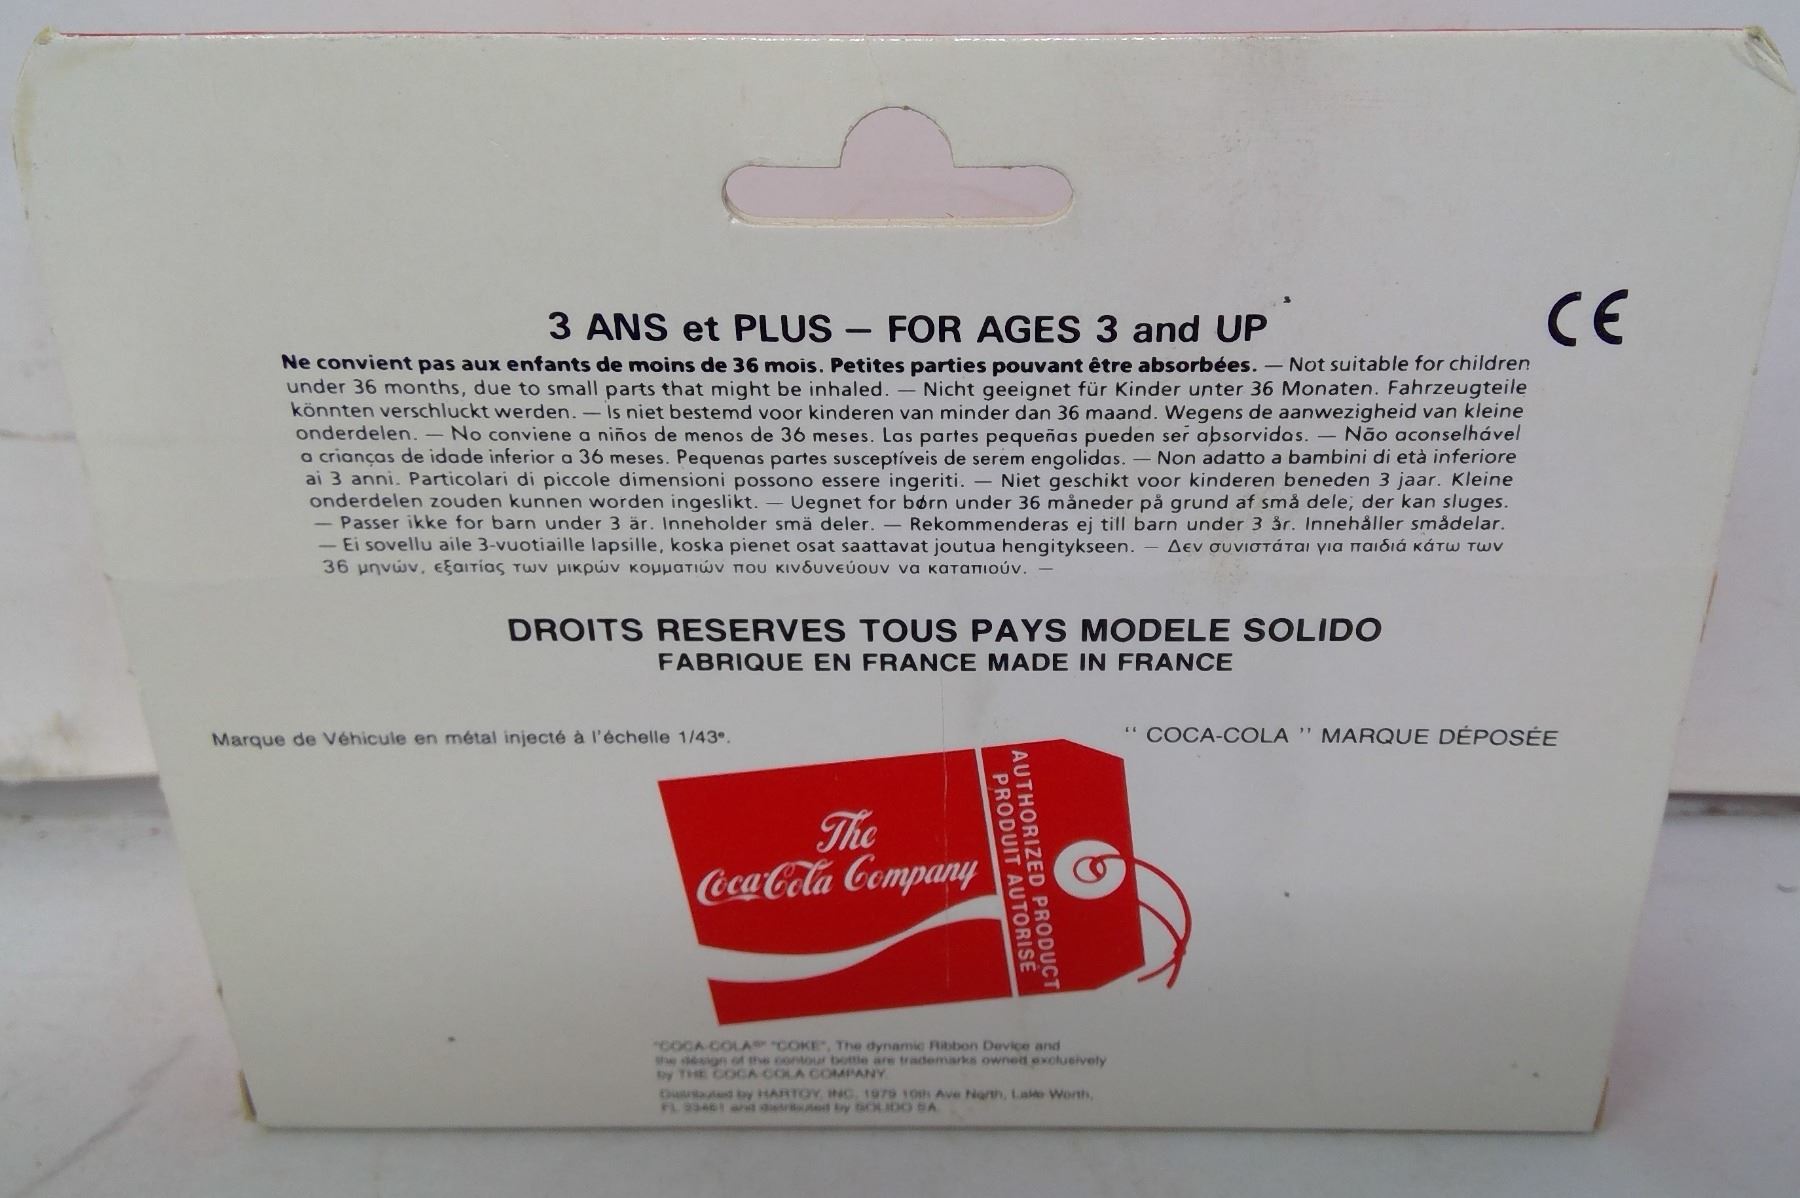 3 ANS et PLUS — FOR AGES 3 and UP
CE
Ne convient pas aux enfants de moins de 36 mois. Petites parties pouvant être absorbées. — Not suitable for children
under 36 months, due to small parts that might be inhaled. — Nicht geeignet für Kinder unter 36 Monaten. Fahrzeugteile
könnten verschluckt werden. — Is niet bestemd voor kinderen van minder dan 36 maand. Wegens de aanwezigheid van kleine
onderdelen. — No conviene a niños de menos de 36 meses. Las partes pequeñas pueden ser absorvidas. — Não aconselhável
a crianças de idade inferior a 36 meses. Pequenas partes susceptíveis de serem engolidas. — Non adatto a bambini di età inferiore
ai 3 anni. Particolari di piccole dimensioni possono essere ingeriti. — Niet geschikt voor kinderen beneden 3 jaar. Kleine
onderdelen zouden kunnen worden ingeslikt. — Uegnet for børn under 36 måneder på grund af små dele, der kan sluges.
— Passer ikke for barn under 3 är. Inneholder smä deler. — Rekommenderas ej till barn under 3 år. Innehåller smådelar.
— Ei sovellu aile 3-vuotiaille lapsille, koska pienet osat saattavat joutua hengitykseen. — Δεν συνιστάται για παιδιά κάτω των
36 μηνών, εξαιτίας των μικρών κομματιών που κινδυνεύουν να καταπιούν. —
DROITS RESERVES TOUS PAYS MODELE SOLIDO
FABRIQUE EN FRANCE MADE IN FRANCE
Marque de Véhicule en métal injecté à l'échelle 1/43e.
“ COCA-COLA ” MARQUE DÉPOSÉE
The
Coca-Cola Company
AUTHORIZED PRODUCT
PRODUIT AUTORISÉ
"COCA-COLA®" "COKE", The dynamic Ribbon Device and
the design of the contour bottle are trademarks owned exclusively
by THE COCA-COLA COMPANY.
Distributed by HARTOY, INC. 1979 10th Ave North, Lake Worth,
FL 33461 and distributed by SOLIDO SA.